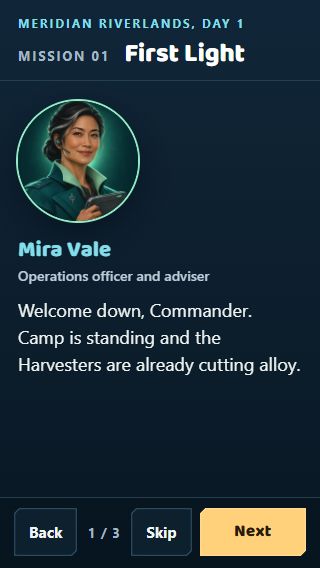 MERIDIAN RIVERLANDS, DAY 1
MISSION 01 First Light
Mira Vale
Operations officer and adviser
Welcome down, Commander.
Camp is standing and the
Harvesters are already cutting alloy.
Back 1 / 3 Skip Next